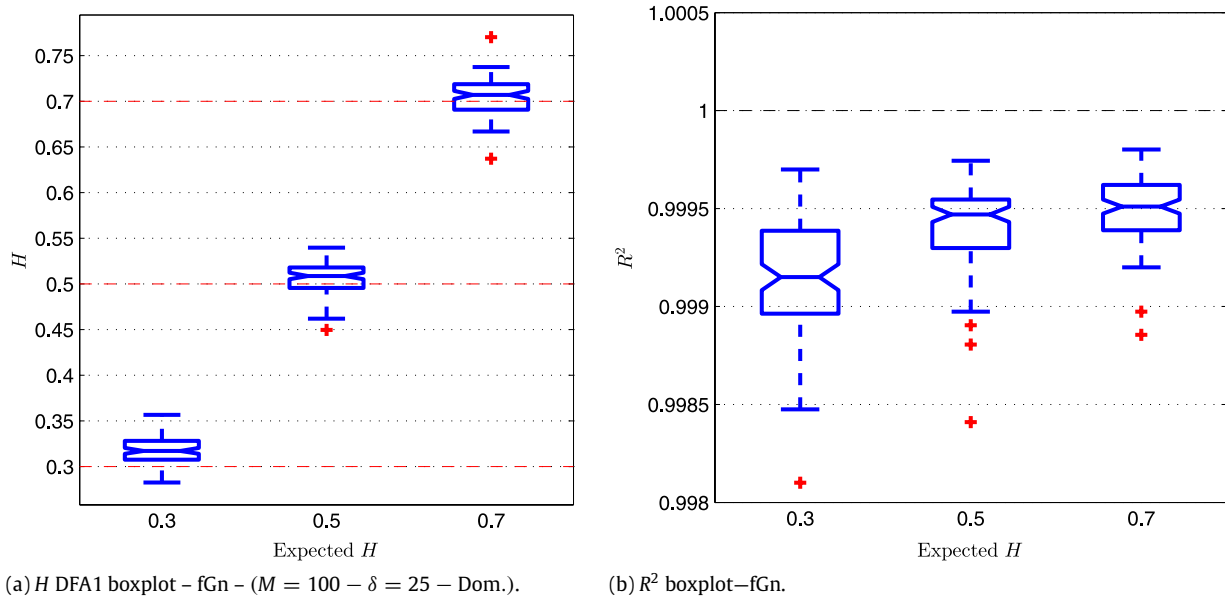 0.75
0.7
0.65
0.6
0.55
0.5
0.45
0.4
0.35
0.3
H
0.3 0.5 0.7
Expected H
(a) H DFA1 boxplot – fGn – (M = 100 – δ = 25 – Dom.).
1.0005
1
0.9995
0.999
0.9985
0.998
R²
0.3 0.5 0.7
Expected H
(b) R² boxplot—fGn.